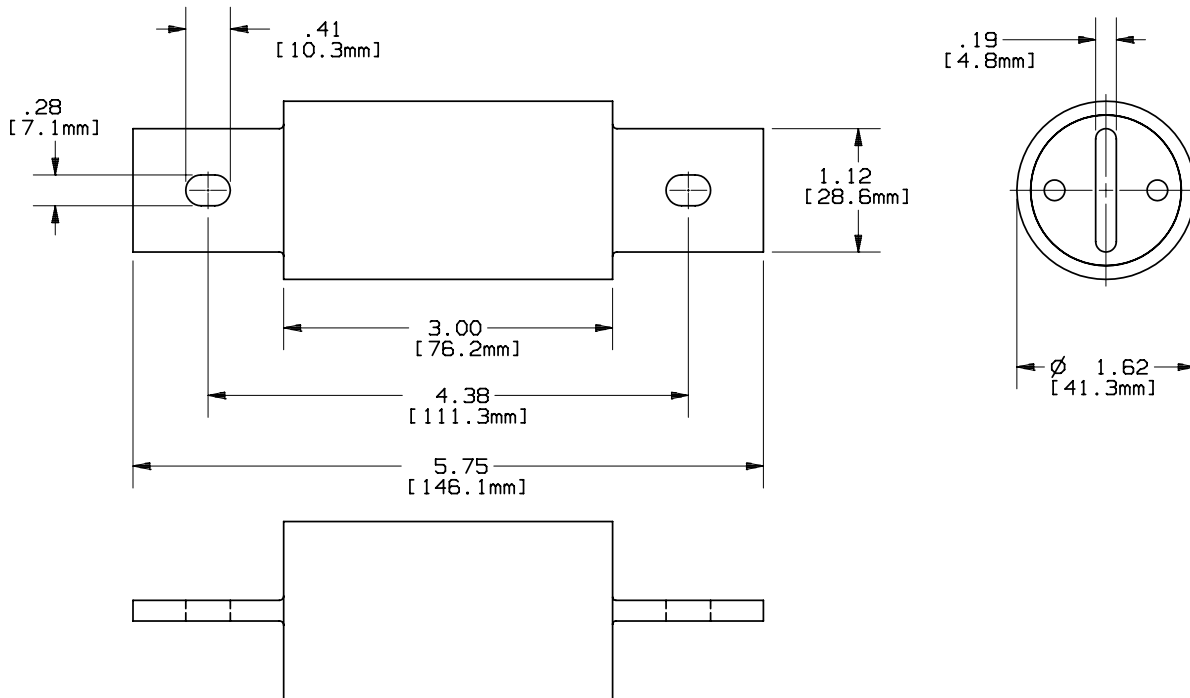 .41
[10.3mm]
.19
[4.8mm]
.28
[7.1mm]
1.12
[28.6mm]
3.00
[76.2mm]
Ø 1.62
[41.3mm]
4.38
[111.3mm]
5.75
[146.1mm]